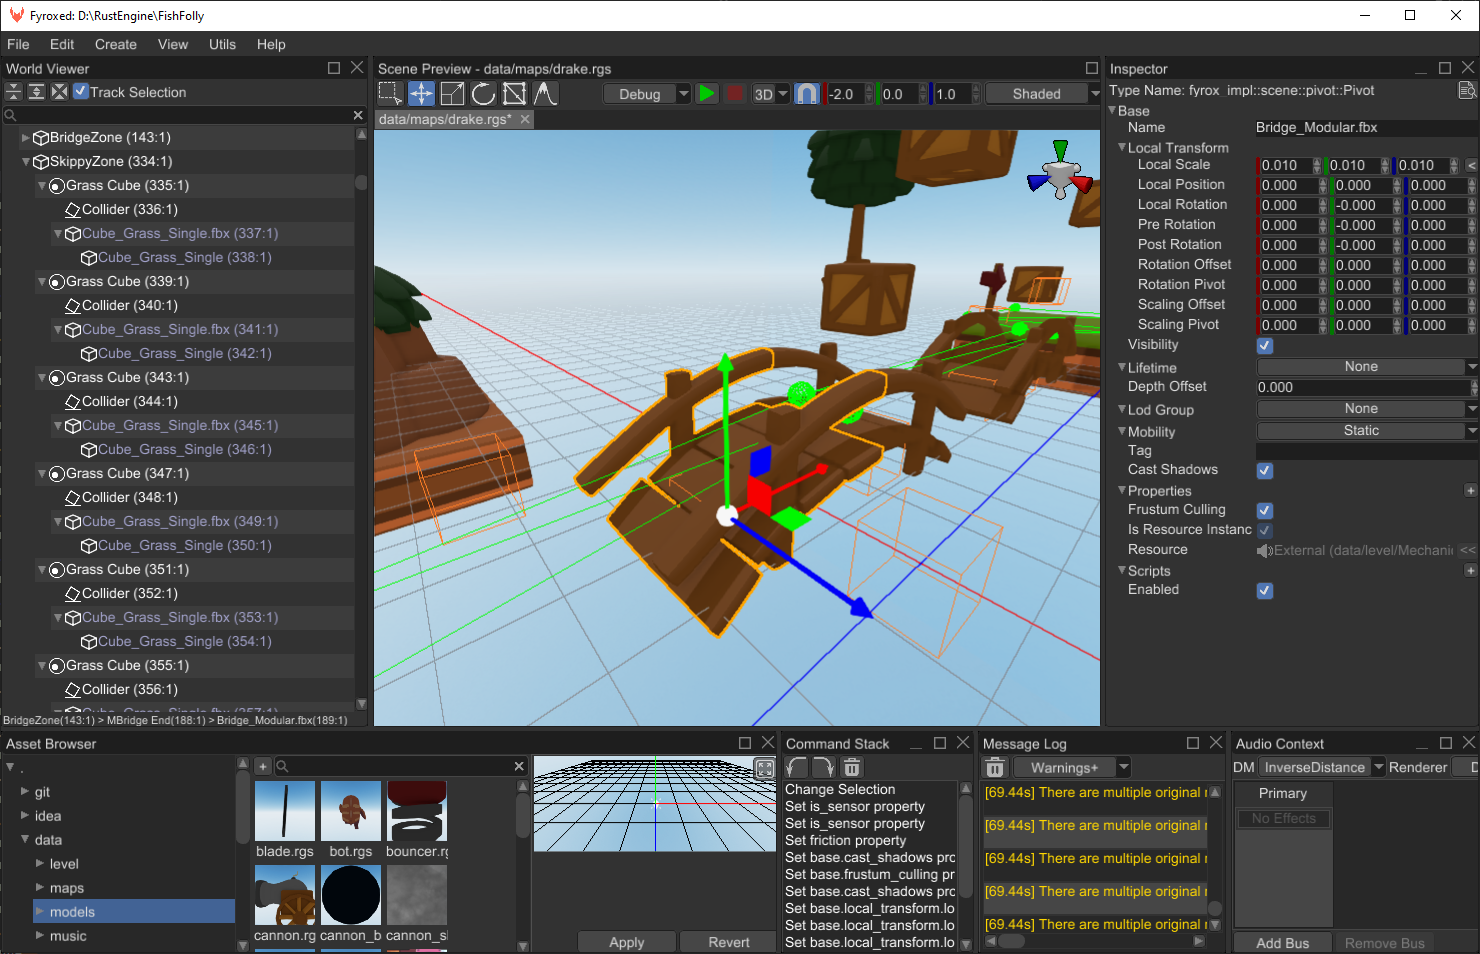 Fyroxed: D:\RustEngine\FishFolly
File Edit Create View Utils Help
World Viewer
Track Selection
BridgeZone (143:1)
SkippyZone (334:1)
Grass Cube (335:1)
Collider (336:1)
Cube_Grass_Single.fbx (337:1)
Cube_Grass_Single (338:1)
Grass Cube (339:1)
Collider (340:1)
Cube_Grass_Single.fbx (341:1)
Cube_Grass_Single (342:1)
Grass Cube (343:1)
Collider (344:1)
Cube_Grass_Single.fbx (345:1)
Cube_Grass_Single (346:1)
Grass Cube (347:1)
Collider (348:1)
Cube_Grass_Single.fbx (349:1)
Cube_Grass_Single (350:1)
Grass Cube (351:1)
Collider (352:1)
Cube_Grass_Single.fbx (353:1)
Cube_Grass_Single (354:1)
Grass Cube (355:1)
Collider (356:1)
Cube_Grass_Single.fbx (357:1)
BridgeZone(143:1) > MBridge End(188:1) > Bridge_Modular.fbx(189:1)
Scene Preview - data/maps/drake.rgs
Debug 3D -2.0 0.0 1.0 Shaded
data/maps/drake.rgs*
Inspector
Type Name: fyrox_impl::scene::pivot::Pivot
Base
Name Bridge_Modular.fbx
Local Transform
Local Scale 0.010 0.010 0.010 <
Local Position 0.000 0.000 0.000
Local Rotation 0.000 -0.000 0.000
Pre Rotation 0.000 -0.000 0.000
Post Rotation 0.000 -0.000 0.000
Rotation Offset 0.000 0.000 0.000
Rotation Pivot 0.000 0.000 0.000
Scaling Offset 0.000 0.000 0.000
Scaling Pivot 0.000 0.000 0.000
Visibility
Lifetime None
Depth Offset 0.000
Lod Group None
Mobility Static
Tag
Cast Shadows
Properties +
Frustum Culling
Is Resource Instanc
Resource External (data/level/Mechani <<
Scripts +
Enabled
Asset Browser
.
git
idea
data
level
maps
models
music
+
blade.rgs bot.rgs bouncer.rg
cannon.rg cannon_b cannon_sl
Apply Revert
Command Stack
Change Selection
Set is_sensor property
Set is_sensor property
Set friction property
Set base.cast_shadows pro
Set base.frustum_culling pr
Set base.cast_shadows pro
Set base.local_transform.lo
Set base.local_transform.lo
Set base.local_transform.lo
Message Log
Warnings+
[69.44s] There are multiple original r
[69.44s] There are multiple original r
[69.44s] There are multiple original r
[69.44s] There are multiple original r
[69.44s] There are multiple original r
Audio Context
DM InverseDistance Renderer D
Primary
No Effects
Add Bus Remove Bus